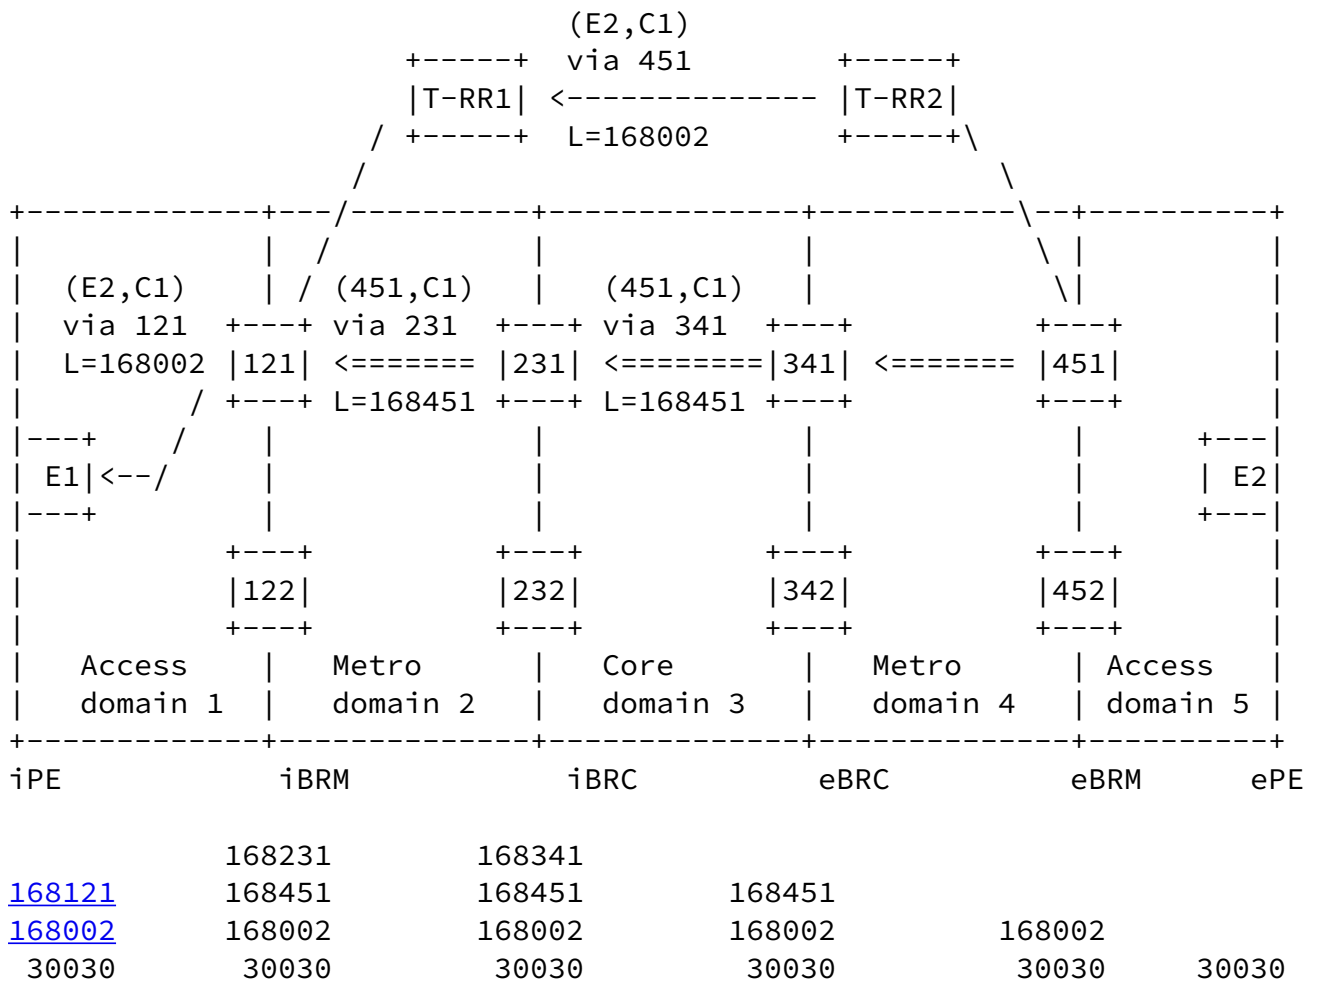 (E2,C1)
+-----+ via 451 +-----+
|T-RR1| <-------------- |T-RR2|
/ +-----+ L=168002 +-----+\
/ \
+-------------+---/----------+--------------+-----------\--+----------+
| | / | | \ | |
| (E2,C1) | / (451,C1) | (451,C1) | \| |
| via 121 +---+ via 231 +---+ via 341 +---+ +---+ |
| L=168002 |121| <======= |231| <========|341| <======= |451| |
| / +---+ L=168451 +---+ L=168451 +---+ +---+ |
|---+ / | | | | +---|
| E1|<--/ | | | | | E2|
|---+ | | | | +---|
| +---+ +---+ +---+ +---+ |
| |122| |232| |342| |452| |
| +---+ +---+ +---+ +---+ |
| Access | Metro | Core | Metro | Access |
| domain 1 | domain 2 | domain 3 | domain 4 | domain 5 |
+-------------+--------------+--------------+--------------+----------+
iPE iBRM iBRC eBRC eBRM ePE
168231 168341
168121 168451 168451 168451
168002 168002 168002 168002 168002
30030 30030 30030 30030 30030 30030